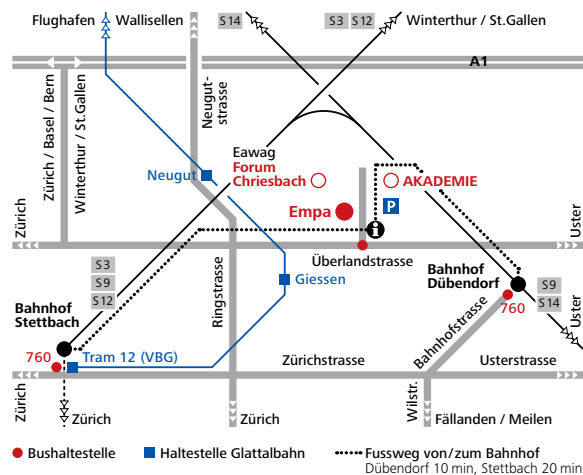 Flughafen
Wallisellen
S14
S3
S12
Winterthur / St.Gallen
A1
Zürich / Basel / Bern
Winterthur / St.Gallen
Neugut-
strasse
Eawag
Forum
Chriesbach
Neugut
AKADEMIE
P
Empa
i
Zürich
Uster
Überlandstrasse
S3
S9
S12
Giessen
Ringstrasse
Bahnhof
Dübendorf
S9
S14
760
Uster
Bahnhof
Stettbach
760
Tram 12 (VBG)
Zürichstrasse
Bahnhofstrasse
Usterstrasse
Zürich
Wilstr.
Zürich
Zürich
Fällanden / Meilen
Bushaltestelle
Haltestelle Glattalbahn
Fussweg von/zum Bahnhof
Dübendorf 10 min, Stettbach 20 min